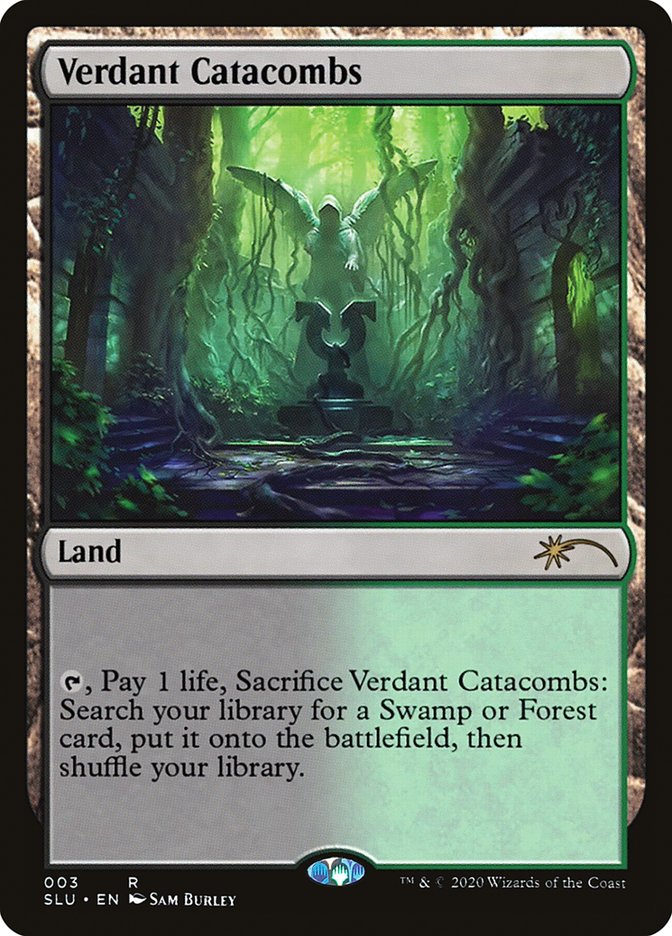 Verdant Catacombs
Land
, Pay 1 life, Sacrifice Verdant Catacombs:
Search your library for a Swamp or Forest
card, put it onto the battlefield, then
shuffle your library.
003 R
SLU • EN SAM BURLEY
™ & © 2020 Wizards of the Coast